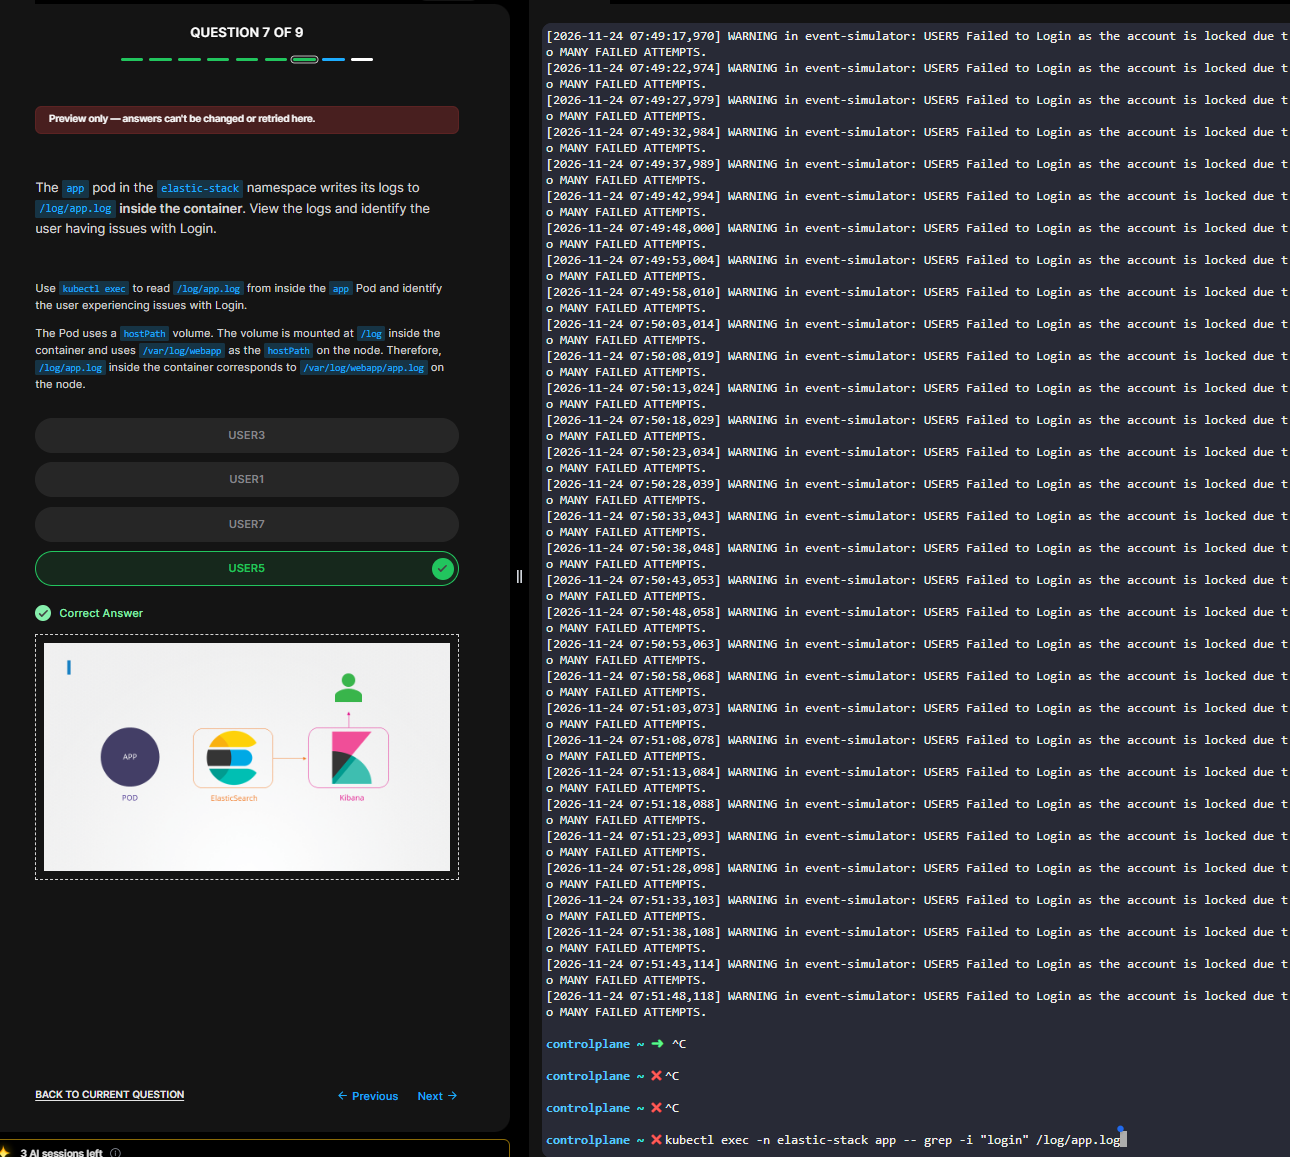 QUESTION 7 OF 9
Preview only — answers can't be changed or retried here.
The app pod in the elastic-stack namespace writes its logs to
/log/app.log inside the container. View the logs and identify the
user having issues with Login.
Use kubectl exec to read /log/app.log from inside the app Pod and identify
the user experiencing issues with Login.
The Pod uses a hostPath volume. The volume is mounted at /log inside the
container and uses /var/log/webapp as the hostPath on the node. Therefore,
/log/app.log inside the container corresponds to /var/log/webapp/app.log on
the node.
USER3
USER1
USER7
USER5
Correct Answer
APP
POD
ElasticSearch
Kibana
BACK TO CURRENT QUESTION
← Previous
Next →
3 AI sessions left
[2026-11-24 07:49:17,970] WARNING in event-simulator: USER5 Failed to Login as the account is locked due t
o MANY FAILED ATTEMPTS.
[2026-11-24 07:49:22,974] WARNING in event-simulator: USER5 Failed to Login as the account is locked due t
o MANY FAILED ATTEMPTS.
[2026-11-24 07:49:27,979] WARNING in event-simulator: USER5 Failed to Login as the account is locked due t
o MANY FAILED ATTEMPTS.
[2026-11-24 07:49:32,984] WARNING in event-simulator: USER5 Failed to Login as the account is locked due t
o MANY FAILED ATTEMPTS.
[2026-11-24 07:49:37,989] WARNING in event-simulator: USER5 Failed to Login as the account is locked due t
o MANY FAILED ATTEMPTS.
[2026-11-24 07:49:42,994] WARNING in event-simulator: USER5 Failed to Login as the account is locked due t
o MANY FAILED ATTEMPTS.
[2026-11-24 07:49:48,000] WARNING in event-simulator: USER5 Failed to Login as the account is locked due t
o MANY FAILED ATTEMPTS.
[2026-11-24 07:49:53,004] WARNING in event-simulator: USER5 Failed to Login as the account is locked due t
o MANY FAILED ATTEMPTS.
[2026-11-24 07:49:58,010] WARNING in event-simulator: USER5 Failed to Login as the account is locked due t
o MANY FAILED ATTEMPTS.
[2026-11-24 07:50:03,014] WARNING in event-simulator: USER5 Failed to Login as the account is locked due t
o MANY FAILED ATTEMPTS.
[2026-11-24 07:50:08,019] WARNING in event-simulator: USER5 Failed to Login as the account is locked due t
o MANY FAILED ATTEMPTS.
[2026-11-24 07:50:13,024] WARNING in event-simulator: USER5 Failed to Login as the account is locked due t
o MANY FAILED ATTEMPTS.
[2026-11-24 07:50:18,029] WARNING in event-simulator: USER5 Failed to Login as the account is locked due t
o MANY FAILED ATTEMPTS.
[2026-11-24 07:50:23,034] WARNING in event-simulator: USER5 Failed to Login as the account is locked due t
o MANY FAILED ATTEMPTS.
[2026-11-24 07:50:28,039] WARNING in event-simulator: USER5 Failed to Login as the account is locked due t
o MANY FAILED ATTEMPTS.
[2026-11-24 07:50:33,043] WARNING in event-simulator: USER5 Failed to Login as the account is locked due t
o MANY FAILED ATTEMPTS.
[2026-11-24 07:50:38,048] WARNING in event-simulator: USER5 Failed to Login as the account is locked due t
o MANY FAILED ATTEMPTS.
[2026-11-24 07:50:43,053] WARNING in event-simulator: USER5 Failed to Login as the account is locked due t
o MANY FAILED ATTEMPTS.
[2026-11-24 07:50:48,058] WARNING in event-simulator: USER5 Failed to Login as the account is locked due t
o MANY FAILED ATTEMPTS.
[2026-11-24 07:50:53,063] WARNING in event-simulator: USER5 Failed to Login as the account is locked due t
o MANY FAILED ATTEMPTS.
[2026-11-24 07:50:58,068] WARNING in event-simulator: USER5 Failed to Login as the account is locked due t
o MANY FAILED ATTEMPTS.
[2026-11-24 07:51:03,073] WARNING in event-simulator: USER5 Failed to Login as the account is locked due t
o MANY FAILED ATTEMPTS.
[2026-11-24 07:51:08,078] WARNING in event-simulator: USER5 Failed to Login as the account is locked due t
o MANY FAILED ATTEMPTS.
[2026-11-24 07:51:13,084] WARNING in event-simulator: USER5 Failed to Login as the account is locked due t
o MANY FAILED ATTEMPTS.
[2026-11-24 07:51:18,088] WARNING in event-simulator: USER5 Failed to Login as the account is locked due t
o MANY FAILED ATTEMPTS.
[2026-11-24 07:51:23,093] WARNING in event-simulator: USER5 Failed to Login as the account is locked due t
o MANY FAILED ATTEMPTS.
[2026-11-24 07:51:28,098] WARNING in event-simulator: USER5 Failed to Login as the account is locked due t
o MANY FAILED ATTEMPTS.
[2026-11-24 07:51:33,103] WARNING in event-simulator: USER5 Failed to Login as the account is locked due t
o MANY FAILED ATTEMPTS.
[2026-11-24 07:51:38,108] WARNING in event-simulator: USER5 Failed to Login as the account is locked due t
o MANY FAILED ATTEMPTS.
[2026-11-24 07:51:43,114] WARNING in event-simulator: USER5 Failed to Login as the account is locked due t
o MANY FAILED ATTEMPTS.
[2026-11-24 07:51:48,118] WARNING in event-simulator: USER5 Failed to Login as the account is locked due t
o MANY FAILED ATTEMPTS.
controlplane ~ ➜ ^C
controlplane ~ ✖ ^C
controlplane ~ ✖ ^C
controlplane ~ ✖ kubectl exec -n elastic-stack app -- grep -i "login" /log/app.log